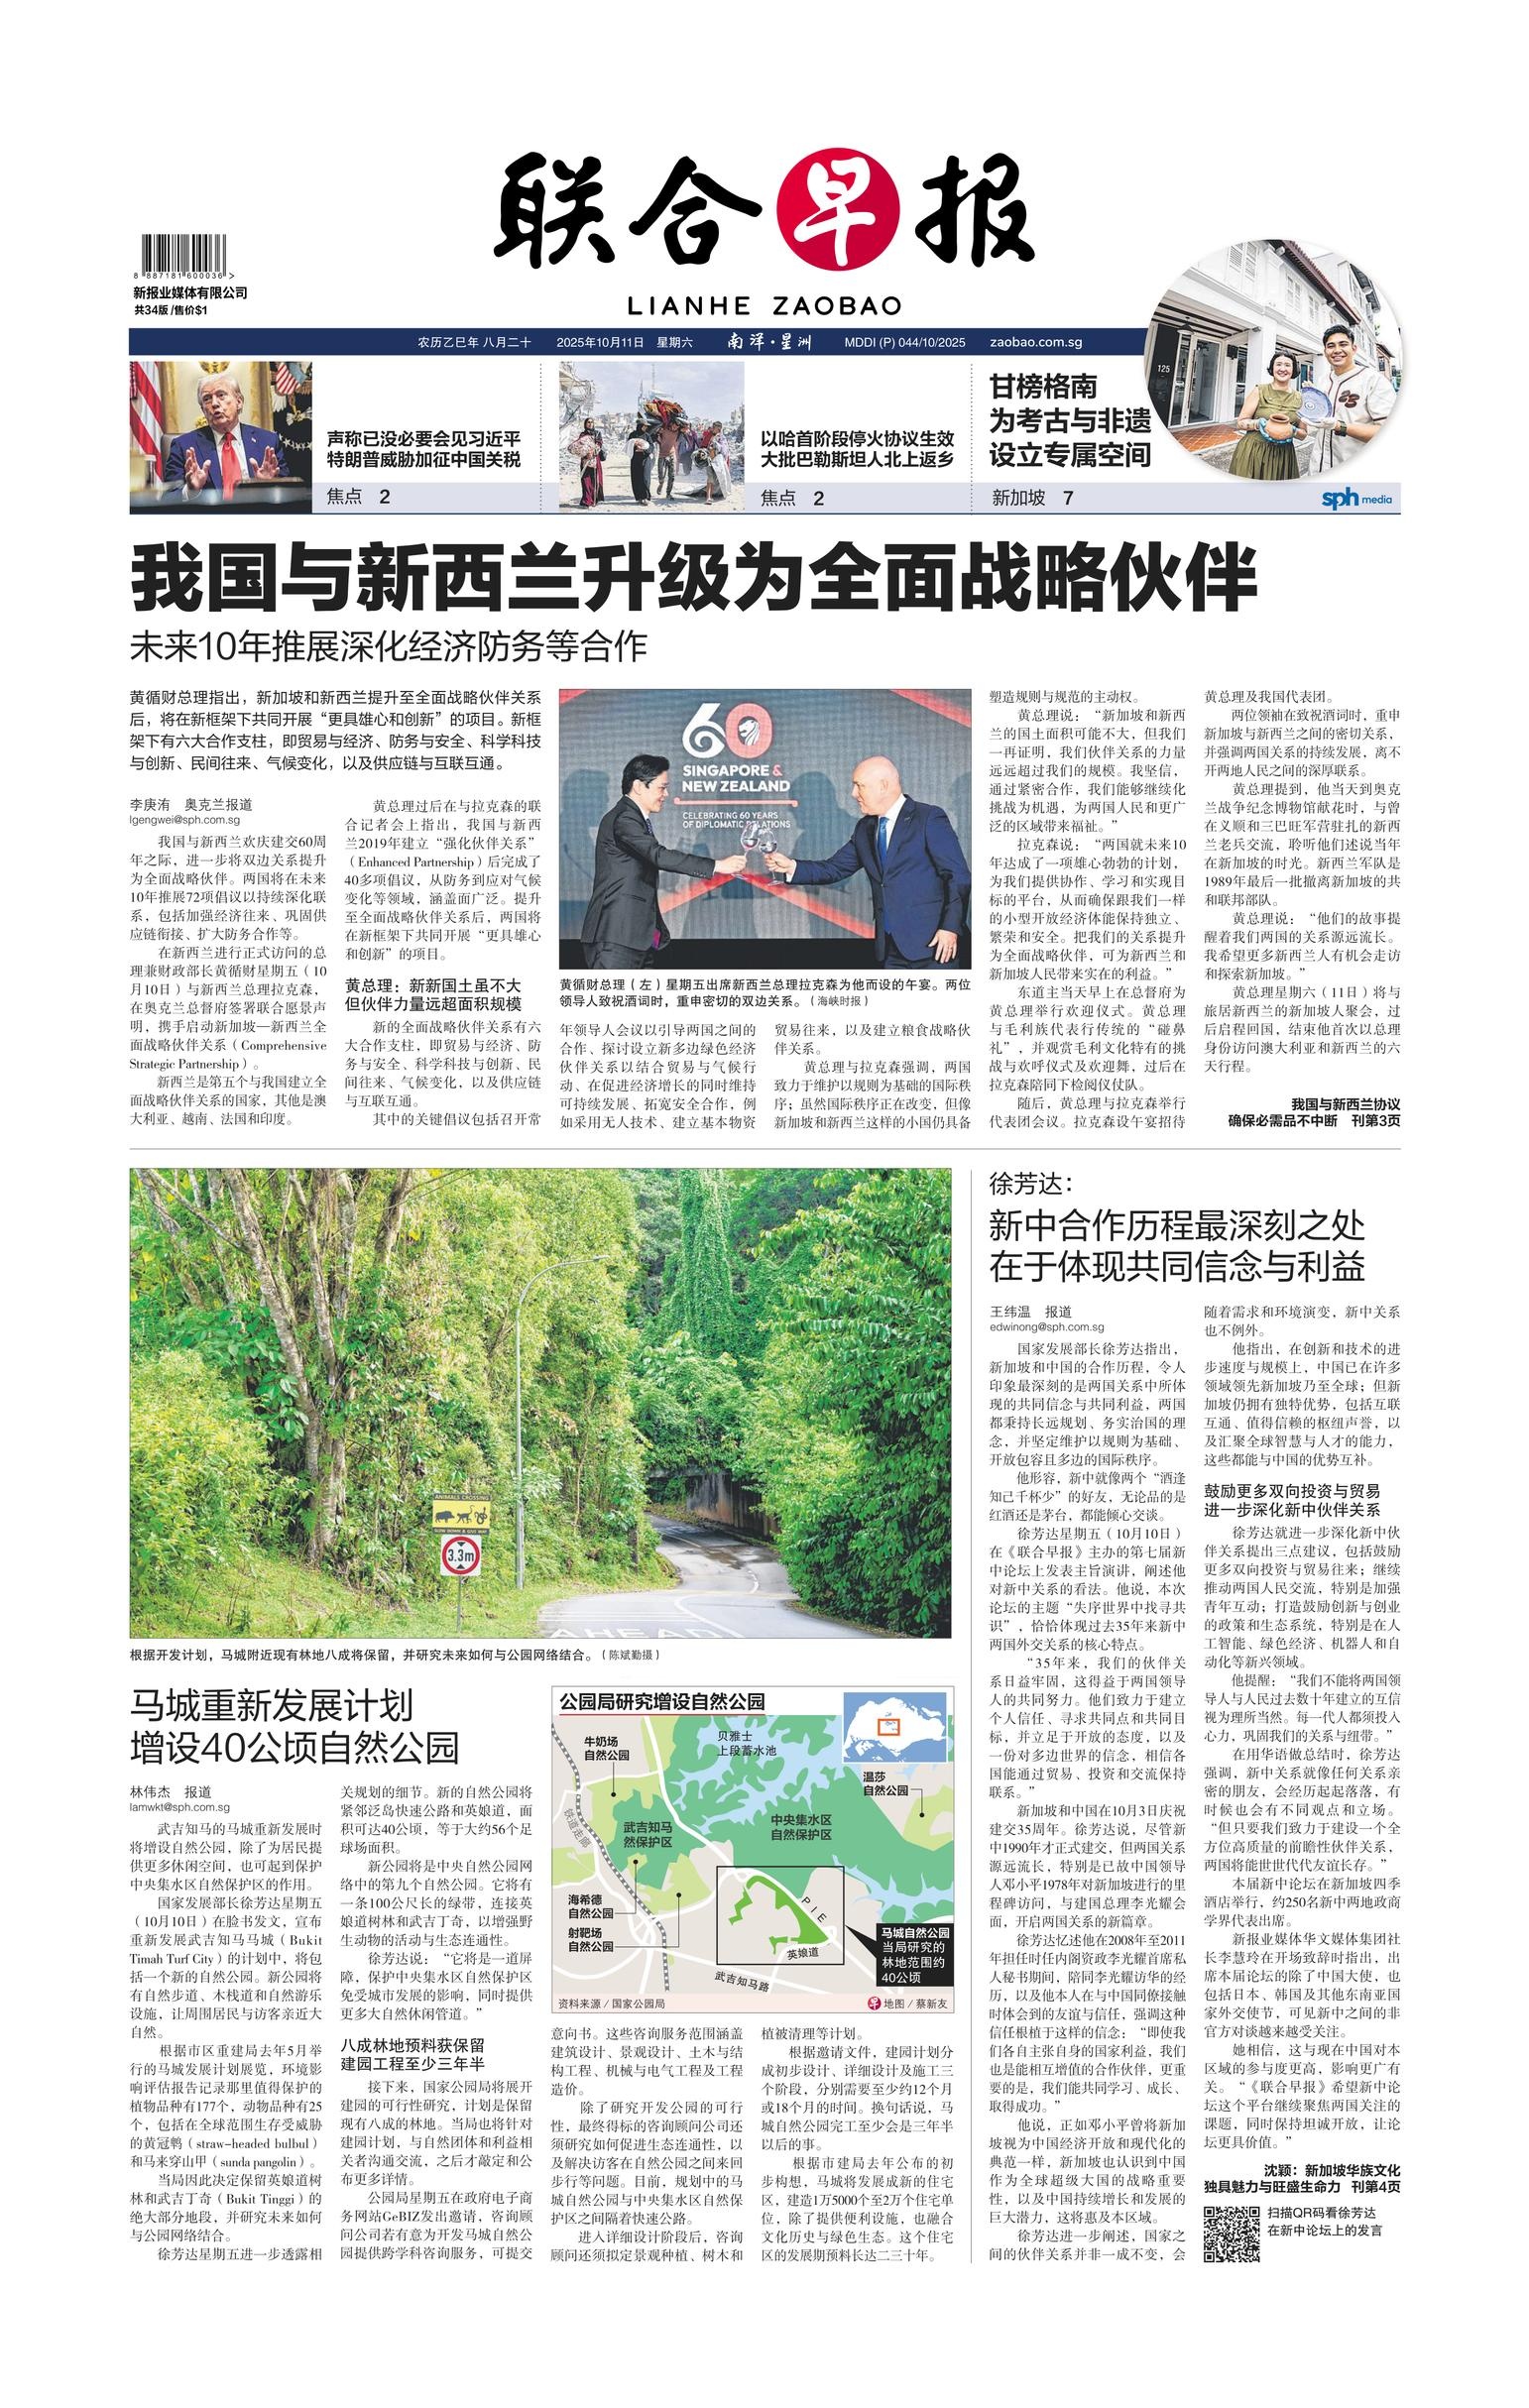 联合早报
LIANHE ZAOBAO
8 887181 600036 >
新报业媒体有限公司
共34版 /售价$1
农历乙巳年 八月二十 2025年10月11日 星期六 南洋·星洲 MDDI (P) 044/10/2025 zaobao.com.sg
声称已没必要会见习近平
特朗普威胁加征中国关税
焦点 2
以哈首阶段停火协议生效
大批巴勒斯坦人北上返乡
焦点 2
甘榜格南
为考古与非遗
设立专属空间
新加坡 7
125
sph media
我国与新西兰升级为全面战略伙伴
未来10年推展深化经济防务等合作
黄循财总理指出，新加坡和新西兰提升至全面战略伙伴关系
后，将在新框架下共同开展“更具雄心和创新”的项目。新框
架下有六大合作支柱，即贸易与经济、防务与安全、科学科技
与创新、民间往来、气候变化，以及供应链与互联互通。
李庚洧 奥克兰报道
lgengwei@sph.com.sg
我国与新西兰欢庆建交60周
年之际，进一步将双边关系提升
为全面战略伙伴。两国将在未来
10年推展72项倡议以持续深化联
系，包括加强经济往来、巩固供
应链衔接、扩大防务合作等。
在新西兰进行正式访问的总
理兼财政部长黄循财星期五（10
月10日）与新西兰总理拉克森，
在奥克兰总督府签署联合愿景声
明，携手启动新加坡—新西兰全
面战略伙伴关系（Comprehensive
Strategic Partnership）。
新西兰是第五个与我国建立全
面战略伙伴关系的国家，其他是澳
大利亚、越南、法国和印度。
黄总理过后在与拉克森的联
合记者会上指出，我国与新西
兰2019年建立“强化伙伴关系”
（Enhanced Partnership）后完成了
40多项倡议，从防务到应对气候
变化等领域，涵盖面广泛。提升
至全面战略伙伴关系后，两国将
在新框架下共同开展“更具雄心
和创新”的项目。
黄总理：新新国土虽不大
但伙伴力量远超面积规模
新的全面战略伙伴关系有六
大合作支柱，即贸易与经济、防
务与安全、科学科技与创新、民
间往来、气候变化，以及供应链
与互联互通。
其中的关键倡议包括召开常
60
SINGAPORE &
NEW ZEALAND
CELEBRATING 60 YEARS
OF DIPLOMATIC RELATIONS
黄循财总理（左）星期五出席新西兰总理拉克森为他而设的午宴。两位
领导人致祝酒词时，重申密切的双边关系。（海峡时报）
年领导人会议以引导两国之间的
合作、探讨设立新多边绿色经济
伙伴关系以结合贸易与气候行
动、在促进经济增长的同时维持
可持续发展、拓宽安全合作，例
如采用无人技术、建立基本物资
贸易往来，以及建立粮食战略伙
伴关系。
黄总理与拉克森强调，两国
致力于维护以规则为基础的国际秩
序；虽然国际秩序正在改变，但像
新加坡和新西兰这样的小国仍具备
塑造规则与规范的主动权。
黄总理说：“新加坡和新西
兰的国土面积可能不大，但我们
一再证明，我们伙伴关系的力量
远远超过我们的规模。我坚信，
通过紧密合作，我们能够继续化
挑战为机遇，为两国人民和更广
泛的区域带来福祉。”
拉克森说：“两国就未来10
年达成了一项雄心勃勃的计划，
为我们提供协作、学习和实现目
标的平台，从而确保跟我们一样
的小型开放经济体能保持独立、
繁荣和安全。把我们的关系提升
为全面战略伙伴，可为新西兰和
新加坡人民带来实在的利益。”
东道主当天早上在总督府为
黄总理举行欢迎仪式。黄总理
与毛利族代表行传统的“碰鼻
礼”，并观赏毛利文化特有的挑
战与欢呼仪式及欢迎舞，过后在
拉克森陪同下检阅仪仗队。
随后，黄总理与拉克森举行
代表团会议。拉克森设午宴招待
黄总理及我国代表团。
两位领袖在致祝酒词时，重申
新加坡与新西兰之间的密切关系，
并强调两国关系的持续发展，离不
开两地人民之间的深厚联系。
黄总理提到，他当天到奥克
兰战争纪念博物馆献花时，与曾
在义顺和三巴旺军营驻扎的新西
兰老兵交流，聆听他们述说当年
在新加坡的时光。新西兰军队是
1989年最后一批撤离新加坡的共
和联邦部队。
黄总理说：“他们的故事提
醒着我们两国的关系源远流长。
我希望更多新西兰人有机会走访
和探索新加坡。”
黄总理星期六（11日）将与
旅居新西兰的新加坡人聚会，过
后启程回国，结束他首次以总理
身份访问澳大利亚和新西兰的六
天行程。
我国与新西兰协议
确保必需品不中断 刊第3页
ANIMALS CROSSING
SLOW DOWN & GIVE WAY
3.3m
AHEAD
根据开发计划，马城附近现有林地八成将保留，并研究未来如何与公园网络结合。（陈斌勤摄）
马城重新发展计划
增设40公顷自然公园
林伟杰 报道
lamwkt@sph.com.sg
武吉知马的马城重新发展时
将增设自然公园，除了为居民提
供更多休闲空间，也可起到保护
中央集水区自然保护区的作用。
国家发展部长徐芳达星期五
（10月10日）在脸书发文，宣布
重新发展武吉知马马城（Bukit
Timah Turf City）的计划中，将包
括一个新的自然公园。新公园将
有自然步道、木栈道和自然游乐
设施，让周围居民与访客亲近大
自然。
根据市区重建局去年5月举
行的马城发展计划展览，环境影
响评估报告记录那里值得保护的
植物品种有177个，动物品种有25
个，包括在全球范围生存受威胁
的黄冠鹎（straw-headed bulbul）
和马来穿山甲（sunda pangolin）。
当局因此决定保留英娘道树
林和武吉丁奇（Bukit Tinggi）的
绝大部分地段，并研究未来如何
与公园网络结合。
徐芳达星期五进一步透露相
关规划的细节。新的自然公园将
紧邻泛岛快速公路和英娘道，面
积可达40公顷，等于大约56个足
球场面积。
新公园将是中央自然公园网
络中的第九个自然公园。它将有
一条100公尺长的绿带，连接英
娘道树林和武吉丁奇，以增强野
生动物的活动与生态连通性。
徐芳达说：“它将是一道屏
障，保护中央集水区自然保护区
免受城市发展的影响，同时提供
更多大自然休闲管道。”
八成林地预料获保留
建园工程至少三年半
接下来，国家公园局将展开
建园的可行性研究，计划是保留
现有八成的林地。当局也将针对
建园计划，与自然团体和利益相
关者沟通交流，之后才敲定和公
布更多详情。
公园局星期五在政府电子商
务网站GeBIZ发出邀请，咨询顾
问公司若有意为开发马城自然公
园提供跨学科咨询服务，可提交
公园局研究增设自然公园
牛奶场
自然公园
贝雅士
上段蓄水池
温莎
自然公园
铁道走廊
武吉知马
然保护区
中央集水区
自然保护区
海希德
自然公园
射靶场
自然公园
PIE
英娘道
武吉知马路
马城自然公园
当局研究的
林地范围约
40公顷
资料来源／国家公园局
早 地图／蔡新友
意向书。这些咨询服务范围涵盖
建筑设计、景观设计、土木与结
构工程、机械与电气工程及工程
造价。
除了研究开发公园的可行
性，最终得标的咨询顾问公司还
须研究如何促进生态连通性，以
及解决访客在自然公园之间来回
步行等问题。目前，规划中的马
城自然公园与中央集水区自然保
护区之间隔着快速公路。
进入详细设计阶段后，咨询
顾问还须拟定景观种植、树木和
植被清理等计划。
根据邀请文件，建园计划分
成初步设计、详细设计及施工三
个阶段，分别需要至少约12个月
或18个月的时间。换句话说，马
城自然公园完工至少会是三年半
以后的事。
根据市建局去年公布的初
步构想，马城将发展成新的住宅
区，建造1万5000个至2万个住宅单
位，除了提供便利设施，也融合
文化历史与绿色生态。这个住宅
区的发展期预料长达二三十年。
徐芳达：
新中合作历程最深刻之处
在于体现共同信念与利益
王纬温 报道
edwinong@sph.com.sg
国家发展部长徐芳达指出，
新加坡和中国的合作历程，令人
印象最深刻的是两国关系中所体
现的共同信念与共同利益，两国
都秉持长远规划、务实治国的理
念，并坚定维护以规则为基础、
开放包容且多边的国际秩序。
他形容，新中就像两个“酒逢
知己千杯少”的好友，无论品的是
红酒还是茅台，都能倾心交谈。
徐芳达星期五（10月10日）
在《联合早报》主办的第七届新
中论坛上发表主旨演讲，阐述他
对新中关系的看法。他说，本次
论坛的主题“失序世界中找寻共
识”，恰恰体现过去35年来新中
两国外交关系的核心特点。
“35年来，我们的伙伴关
系日益牢固，这得益于两国领导
人的共同努力。他们致力于建立
个人信任、寻求共同点和共同目
标，并立足于开放的态度，以及
一份对多边世界的信念，相信各
国能通过贸易、投资和交流保持
联系。”
新加坡和中国在10月3日庆祝
建交35周年。徐芳达说，尽管新
中1990年才正式建交，但两国关系
源远流长，特别是已故中国领导
人邓小平1978年对新加坡进行的里
程碑访问，与建国总理李光耀会
面，开启两国关系的新篇章。
徐芳达忆述他在2008年至2011
年担任时任内阁资政李光耀首席私
人秘书期间，陪同李光耀访华的经
历，以及他本人在与中国同僚接触
时体会到的友谊与信任，强调这种
信任根植于这样的信念：“即使我
们各自主张自身的国家利益，我们
也是能相互增值的合作伙伴，更重
要的是，我们能共同学习、成长、
取得成功。”
他说，正如邓小平曾将新加
坡视为中国经济开放和现代化的
典范一样，新加坡也认识到中国
作为全球超级大国的战略重要
性，以及中国持续增长和发展的
巨大潜力，这将惠及本区域。
徐芳达进一步阐述，国家之
间的伙伴关系并非一成不变，会
随着需求和环境演变，新中关系
也不例外。
他指出，在创新和技术的进
步速度与规模上，中国已在许多
领域领先新加坡乃至全球；但新
加坡仍拥有独特优势，包括互联
互通、值得信赖的枢纽声誉，以
及汇聚全球智慧与人才的能力，
这些都能与中国的优势互补。
鼓励更多双向投资与贸易
进一步深化新中伙伴关系
徐芳达就进一步深化新中伙
伴关系提出三点建议，包括鼓励
更多双向投资与贸易往来；继续
推动两国人民交流，特别是加强
青年互动；打造鼓励创新与创业
的政策和生态系统，特别是在人
工智能、绿色经济、机器人和自
动化等新兴领域。
他提醒：“我们不能将两国领
导人与人民过去数十年建立的互信
视为理所当然。每一代人都须投入
心力，巩固我们的关系与纽带。”
在用华语做总结时，徐芳达
强调，新中关系就像任何关系亲
密的朋友，会经历起起落落，有
时候也会有不同观点和立场。
“但只要我们致力于建设一个全
方位高质量的前瞻性伙伴关系，
两国将能世世代代友谊长存。”
本届新中论坛在新加坡四季
酒店举行，约250名新中两地政商
学界代表出席。
新报业媒体华文媒体集团社
长李慧玲在开场致辞时指出，出
席本届论坛的除了中国大使，也
包括日本、韩国及其他东南亚国
家外交使节，可见新中之间的非
官方对谈越来越受关注。
她相信，这与现在中国对本
区域的参与度更高，影响更广有
关。“《联合早报》希望新中论
坛这个平台继续聚焦两国关注的
课题，同时保持坦诚开放，让论
坛更具价值。”
沈颖：新加坡华族文化
独具魅力与旺盛生命力 刊第4页
扫描QR码看徐芳达
在新中论坛上的发言